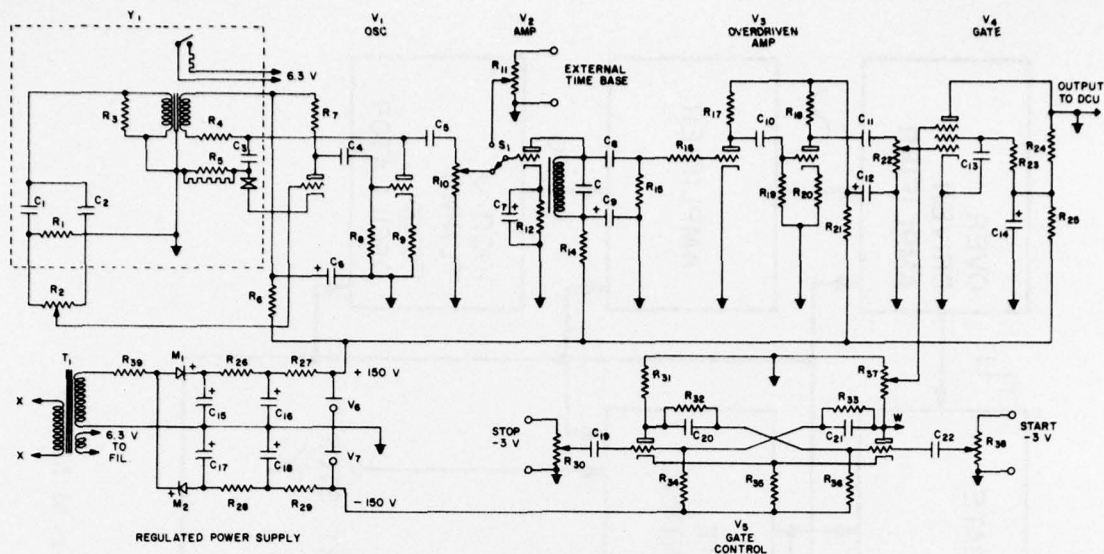 Y1
V1
OSC
V2
AMP
V3
OVERDRIVEN
AMP
V4
GATE
EXTERNAL
TIME BASE
OUTPUT
TO DCU
6.3 V
R3
R4
R5
C3
C1
C2
R1
R2
R7
C4
C5
R8
R9
C6
R6
R10
R11
S1
C7
R12
C
C8
C9
R14
R15
R16
R17
C10
R18
R19
R20
C11
R21
C12
R22
C13
R23
C14
R24
R25
T1
R39
M1
R26
R27
+ 150 V
X
C15
C16
V6
6.3 V
TO
FIL.
X
C17
C18
V7
M2
R28
R29
- 150 V
REGULATED POWER SUPPLY
STOP
-3 V
R30
C19
R31
R32
C20
R33
C21
R37
W
C22
START
-3 V
R38
R34
R35
R36
V5
GATE
CONTROL